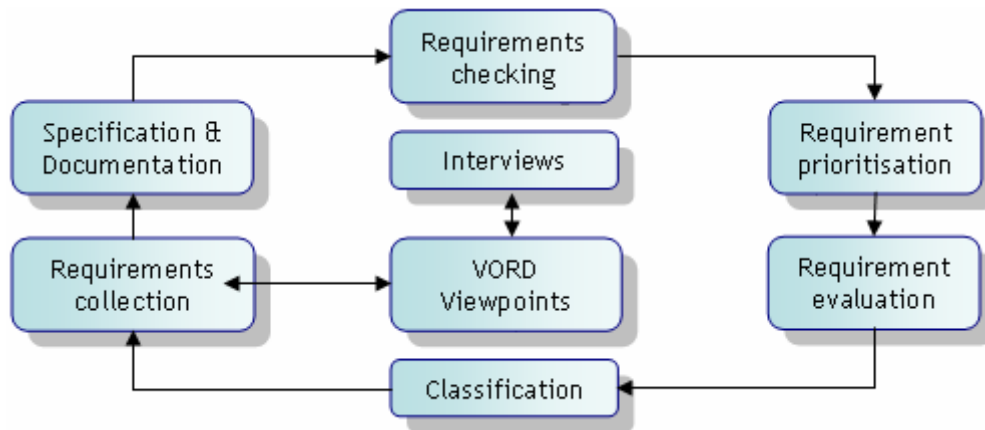 Requirements
checking
Specification &
Documentation
Interviews
Requirement
prioritisation
Requirements
collection
VORD
Viewpoints
Requirement
evaluation
Classification